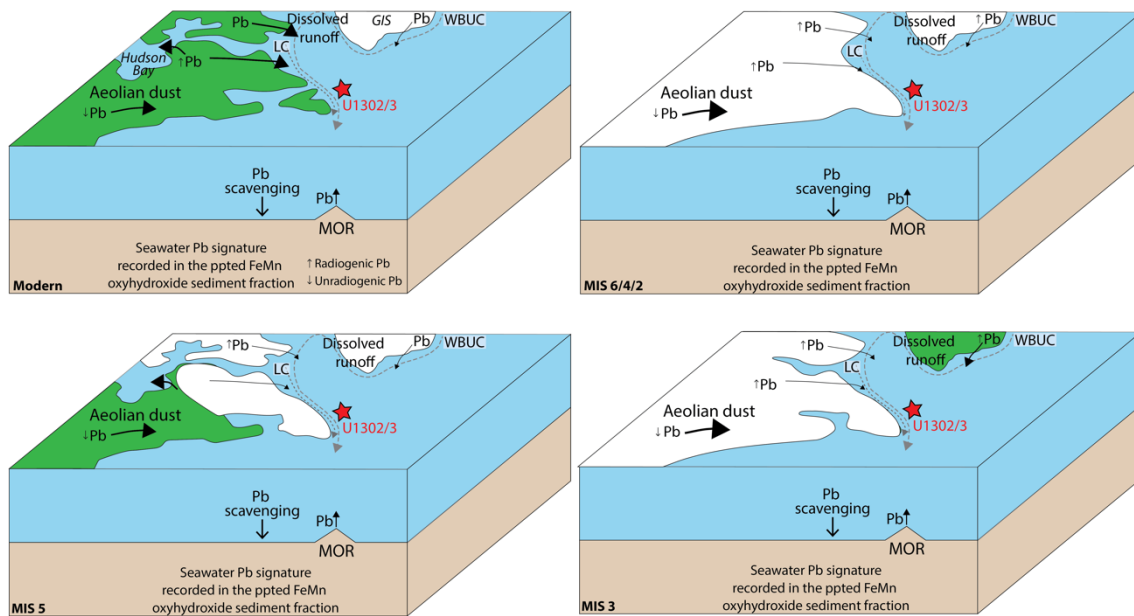 Pb
Dissolved
runoff
GIS
Pb
WBUC
LC
Hudson
Bay
↑Pb
Aeolian dust
↓Pb
U1302/3
Pb
scavenging
Pb
MOR
Seawater Pb signature
recorded in the ppted FeMn
oxyhydroxide sediment fraction
↑Radiogenic Pb
↓Unradiogenic Pb
Modern
↑Pb
Dissolved
runoff
↑Pb
WBUC
LC
↑Pb
Aeolian dust
↓Pb
U1302/3
Pb
scavenging
Pb
MOR
Seawater Pb signature
recorded in the ppted FeMn
oxyhydroxide sediment fraction
MIS 6/4/2
↑Pb
Dissolved
runoff
Pb
WBUC
LC
Aeolian dust
↓Pb
U1302/3
Pb
scavenging
Pb
MOR
Seawater Pb signature
recorded in the ppted FeMn
oxyhydroxide sediment fraction
MIS 5
↑Pb
Dissolved
runoff
↑Pb
WBUC
LC
↑Pb
Aeolian dust
↓Pb
U1302/3
Pb
scavenging
Pb
MOR
Seawater Pb signature
recorded in the ppted FeMn
oxyhydroxide sediment fraction
MIS 3